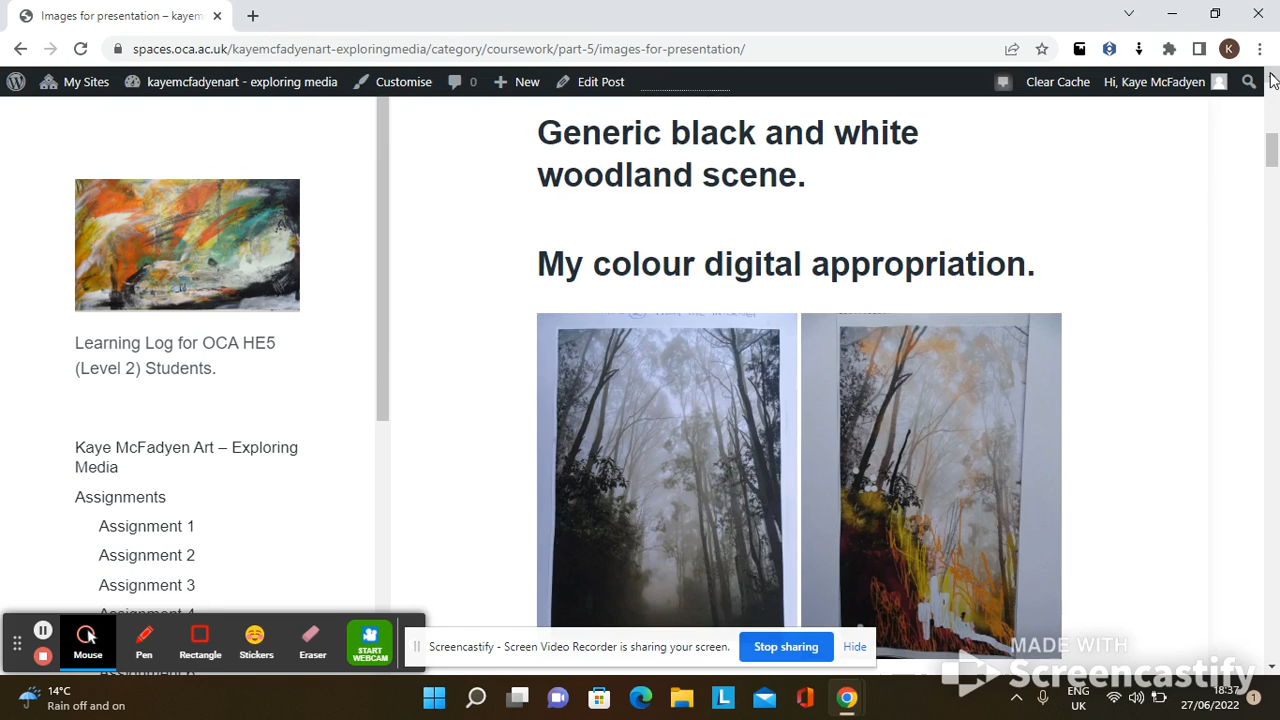 Images for presentation – kayem
spaces.oca.ac.uk/kayemcfadyenart-exploringmedia/category/coursework/part-5/images-for-presentation/
K
My Sites
kayemcfadyenart - exploring media
Customise
0
New
Edit Post
Clear Cache
Hi, Kaye McFadyen
Generic black and white
woodland scene.
My colour digital appropriation.
Learning Log for OCA HE5
(Level 2) Students.
Kaye McFadyen Art – Exploring
Media
Assignments
Assignment 1
Assignment 2
Assignment 3
Assignment 4
Mouse
Pen
Rectangle
Stickers
Eraser
START
WEBCAM
Screencastify - Screen Video Recorder is sharing your screen.
Stop sharing
Hide
MADE WITH
Screencastify
14°C
Rain off and on
L
ENG
UK
18:37
27/06/2022
1